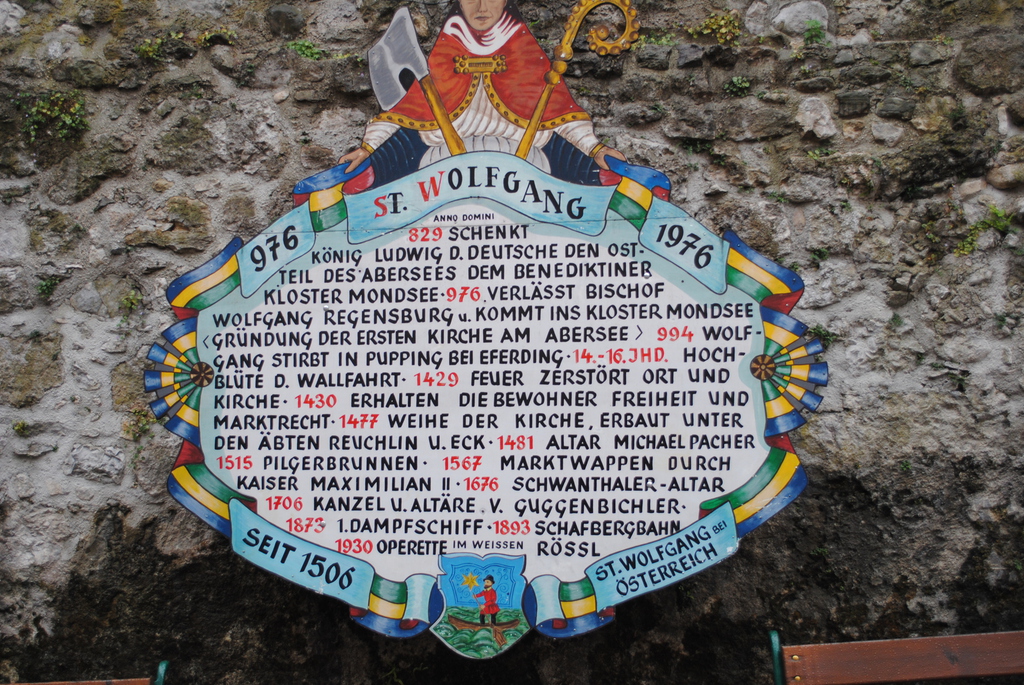 ST. WOLFGANG
976
1976
ANNO DOMINI
829 SCHENKT
KÖNIG LUDWIG D. DEUTSCHE DEN OST-
TEIL DES ABERSEES DEM BENEDIKTINER
KLOSTER MONDSEE·976 VERLÄSST BISCHOF
WOLFGANG REGENSBURG u. KOMMT INS KLOSTER MONDSEE
<GRÜNDUNG DER ERSTEN KIRCHE AM ABERSEE> 994 WOLF-
GANG STIRBT IN PUPPING BEI EFERDING·14.-16.JHD. HOCH-
BLÜTE D. WALLFAHRT·1429 FEUER ZERSTÖRT ORT UND
KIRCHE·1430 ERHALTEN DIE BEWOHNER FREIHEIT UND
MARKTRECHT·1477 WEIHE DER KIRCHE, ERBAUT UNTER
DEN ÄBTEN REUCHLIN U. ECK·1481 ALTAR MICHAEL PACHER
1515 PILGERBRUNNEN·1567 MARKTWAPPEN DURCH
KAISER MAXIMILIAN II·1676 SCHWANTHALER-ALTAR
1706 KANZEL U. ALTÄRE V. GUGGENBICHLER·
1873 1.DAMPFSCHIFF·1893 SCHAFBERGBAHN
1930 OPERETTE IM WEISSEN RÖSSL
SEIT 1506
ST. WOLFGANG BEI
ÖSTERREICH